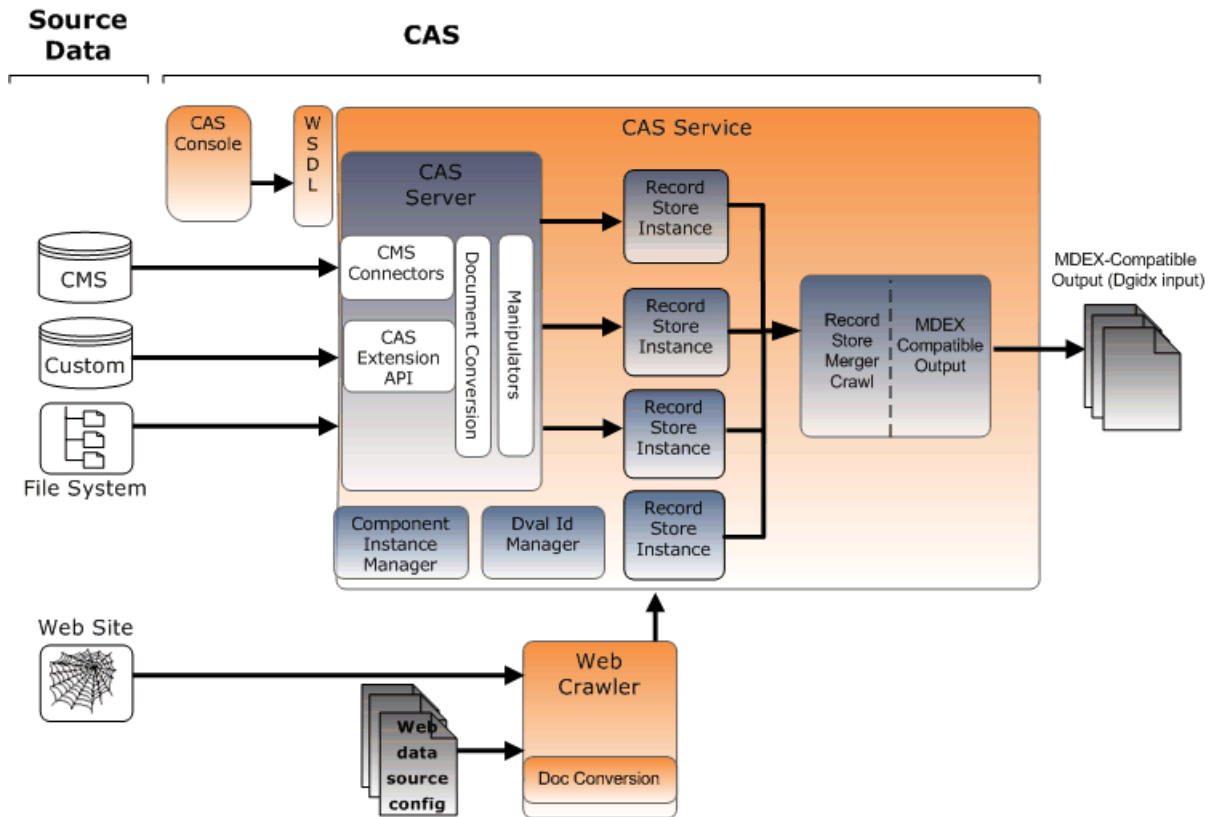 Source
Data
CAS
CAS
Console
W
S
D
L
CAS Service
CAS
Server
CMS
Connectors
CAS
Extension
API
Document Conversion
Manipulators
Record
Store
Instance
Record
Store
Instance
Record
Store
Instance
Record
Store
Instance
Record
Store
Merger
Crawl
MDEX
Compatible
Output
MDEX-Compatible
Output (Dgidx input)
CMS
Custom
File System
Component
Instance
Manager
Dval Id
Manager
Web Site
Web
Crawler
Doc Conversion
Web
data
source
config